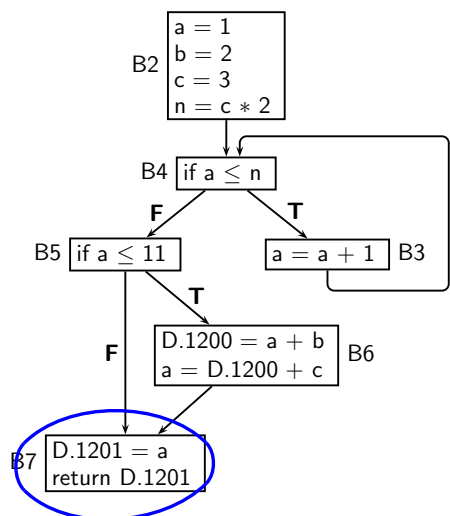 a = 1
b = 2
B2
c = 3
n = c ∗ 2
B4 if a ≤ n
F
T
B5 if a ≤ 11
a = a + 1 B3
T
F
D.1200 = a + b
a = D.1200 + c
B6
B7
D.1201 = a
return D.1201